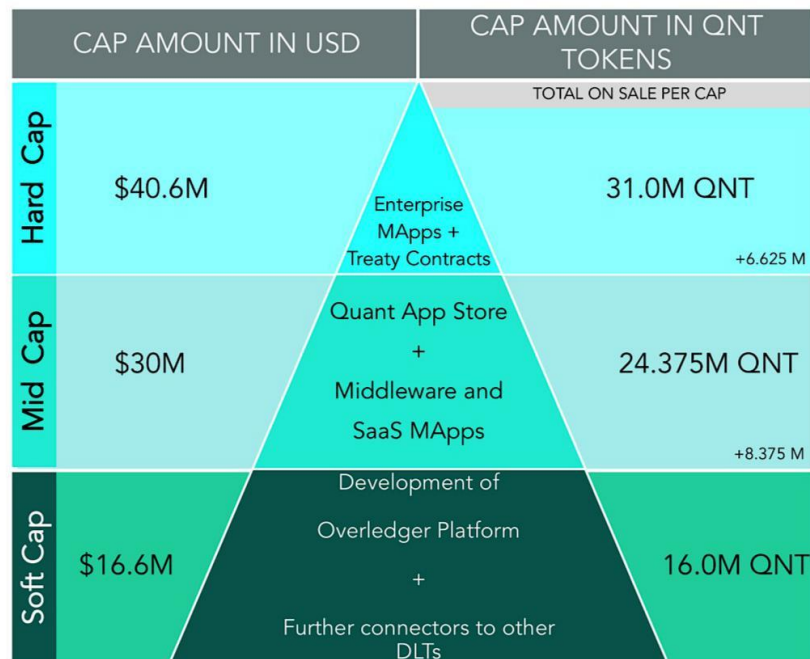 CAP AMOUNT IN USD
CAP AMOUNT IN QNT
TOKENS
TOTAL ON SALE PER CAP
Hard Cap
$40.6M
Enterprise
MApps +
Treaty Contracts
31.0M QNT
+6.625 M
Mid Cap
$30M
Quant App Store
+
Middleware and
SaaS MApps
24.375M QNT
+8.375 M
Soft Cap
$16.6M
Development of
Overledger Platform
+
Further connectors to other
DLTs
16.0M QNT